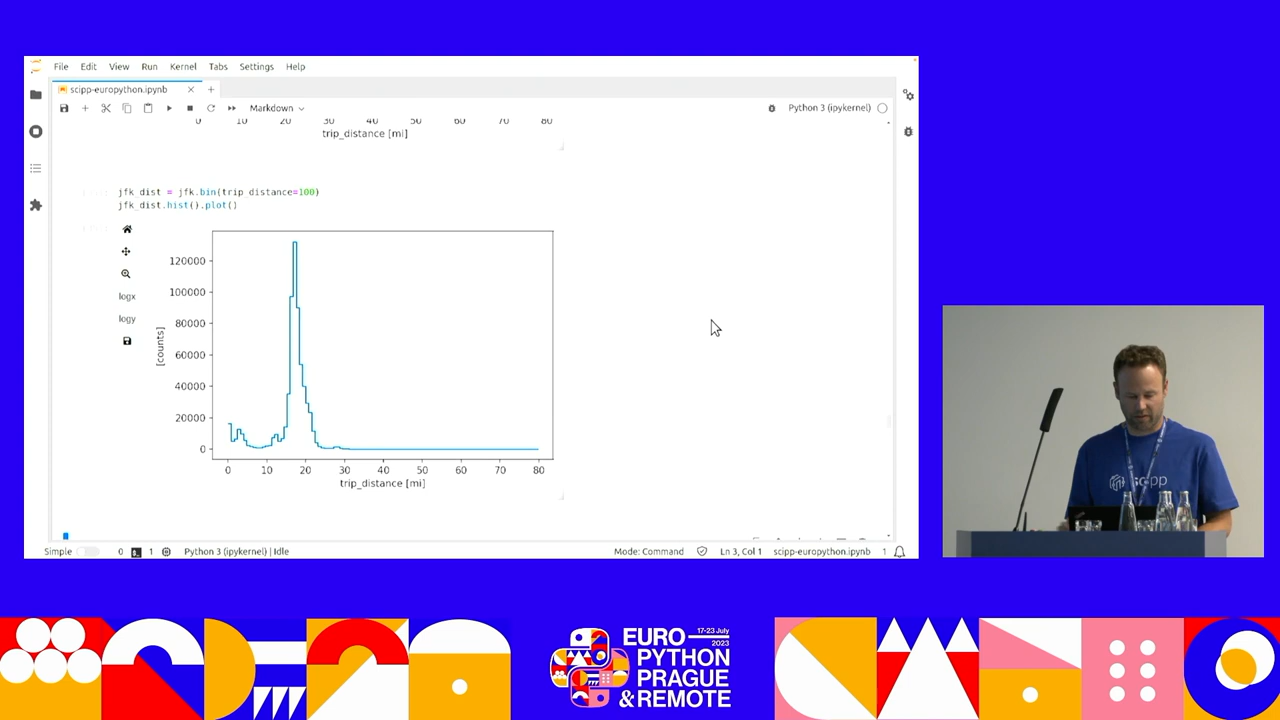 File Edit View Run Kernel Tabs Settings Help
scipp-europython.ipynb
Markdown
Python 3 (ipykernel)
0 10 20 30 40 50 60 70 80
trip_distance [mi]
jfk_dist = jfk.bin(trip_distance=100)
jfk_dist.hist().plot()
logx
logy
120000
100000
80000
60000
40000
20000
0
[counts]
0 10 20 30 40 50 60 70 80
trip_distance [mi]
Simple 0 1 Python 3 (ipykernel) | Idle Mode: Command Ln 3, Col 1 scipp-europython.ipynb 1
scipp
17-23 July
2023
EURO
PYTHON
PRAGUE
& REMOTE